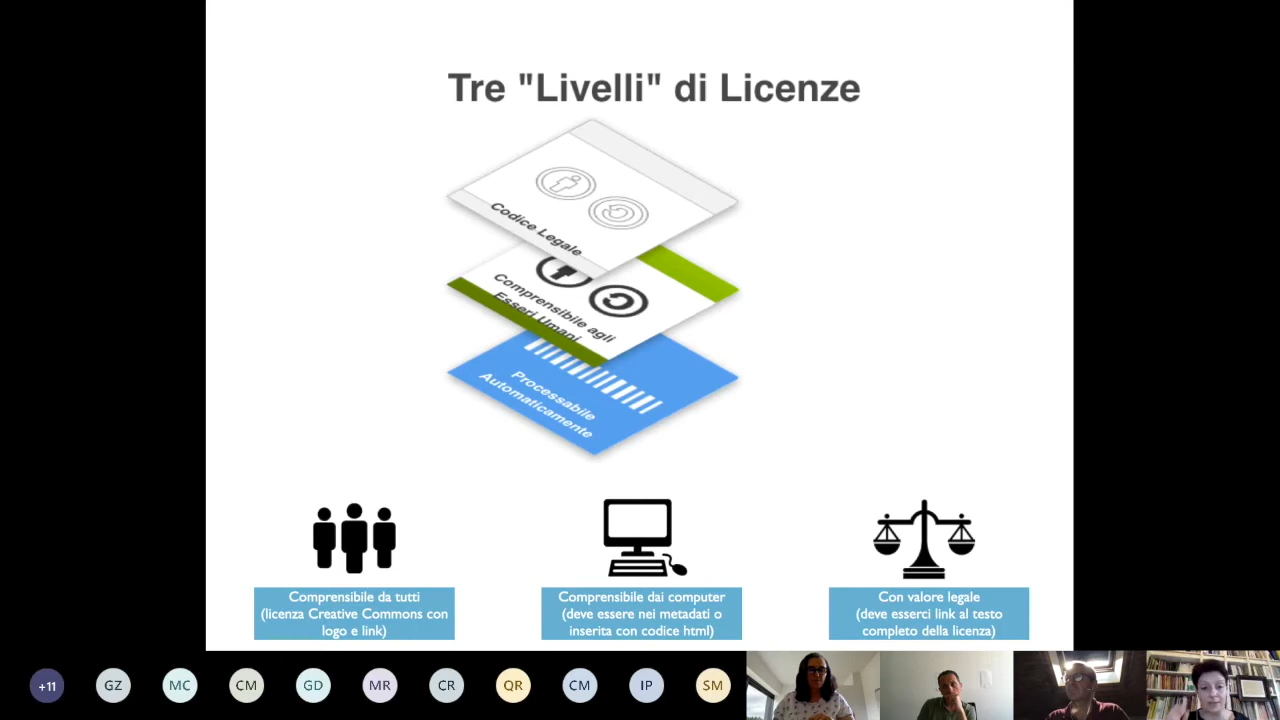 Tre "Livelli" di Licenze
Codice Legale
Comprensibile agli
Esseri Umani
Processabile
Automaticamente
Comprensibile da tutti
(licenza Creative Commons con
logo e link)
Comprensibile dai computer
(deve essere nei metadati o
inserita con codice html)
Con valore legale
(deve esserci link al testo
completo della licenza)
+11
GZ
MC
CM
GD
MR
CR
QR
CM
IP
SM